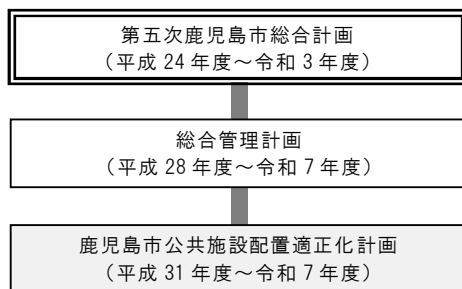 第五次鹿児島市総合計画
（平成 24 年度～令和 3 年度）
総合管理計画
（平成 28 年度～令和 7 年度）
鹿児島市公共施設配置適正化計画
（平成 31 年度～令和 7 年度）